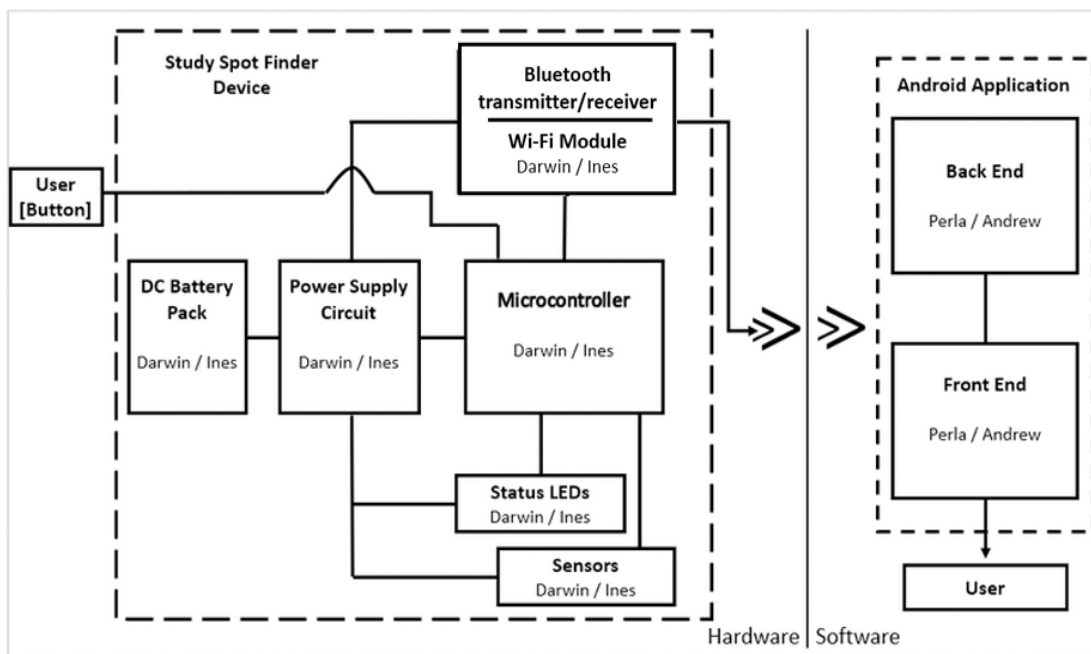 Study Spot Finder
Device
Bluetooth
transmitter/receiver
Wi-Fi Module
Darwin / Ines
User
[Button]
DC Battery
Pack
Darwin / Ines
Power Supply
Circuit
Darwin / Ines
Microcontroller
Darwin / Ines
Status LEDs
Darwin / Ines
Sensors
Darwin / Ines
Hardware
Software
Android Application
Back End
Perla / Andrew
Front End
Perla / Andrew
User